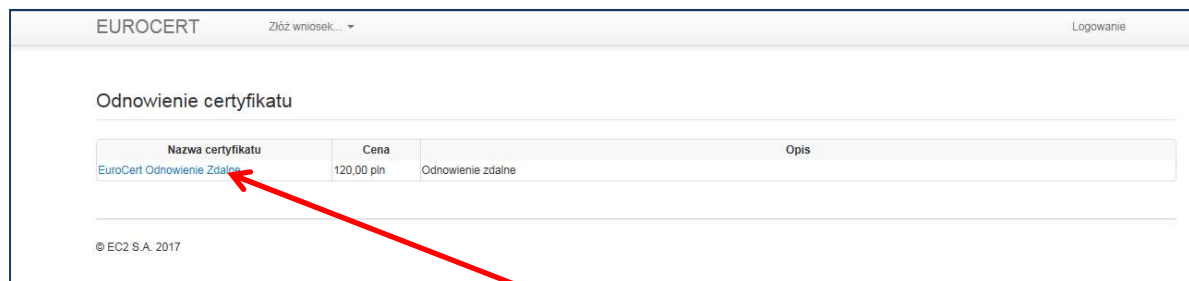 EUROCERT Złóż wniosek... Logowanie
Odnowienie certyfikatu
Nazwa certyfikatu Cena Opis
EuroCert Odnowienie Zdalne 120,00 pln Odnowienie zdalne
© EC2 S.A. 2017